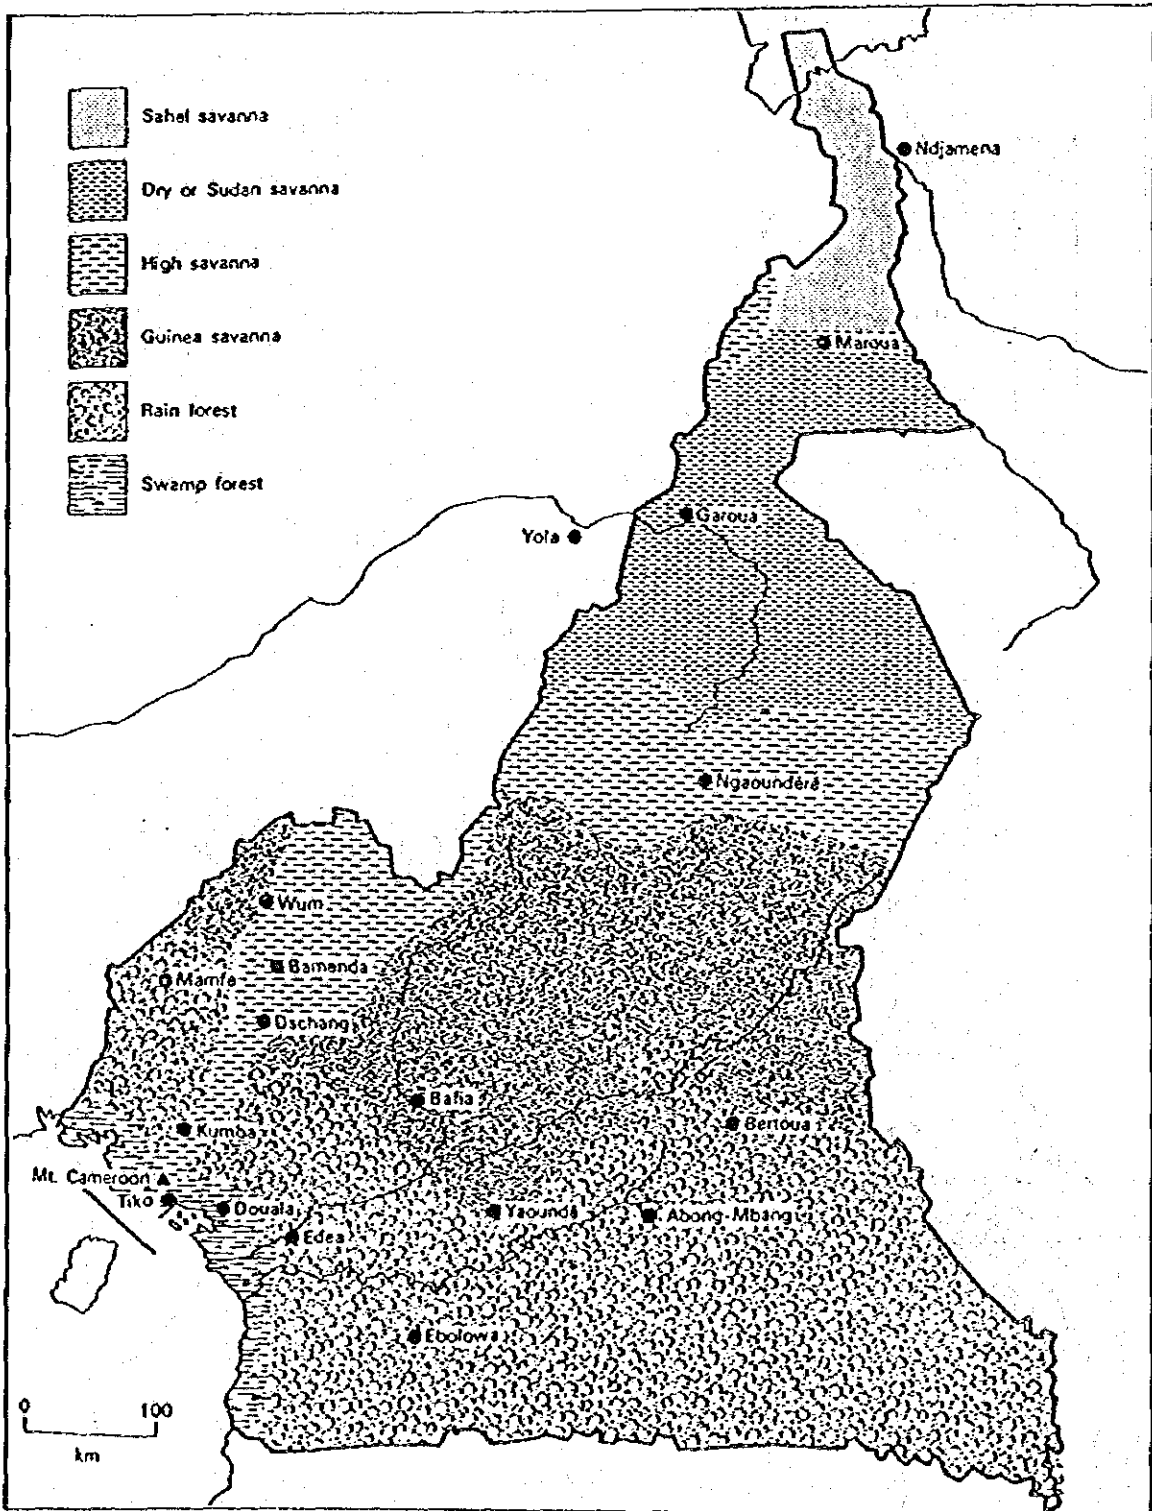 Sahel savanna
Dry or Sudan savanna
High savanna
Guinea savanna
Rain forest
Swamp forest
Ndjamena
Maroua
Garoua
Yola
Ngaoundéré
Wum
Bamenda
Mamfe
Dschang
Bafia
Bertoua
Kumba
Mt. Cameroon
Tiko
Douala
Yaoundé
Abong-Mbang
Edea
Ebolowa
0 100
km